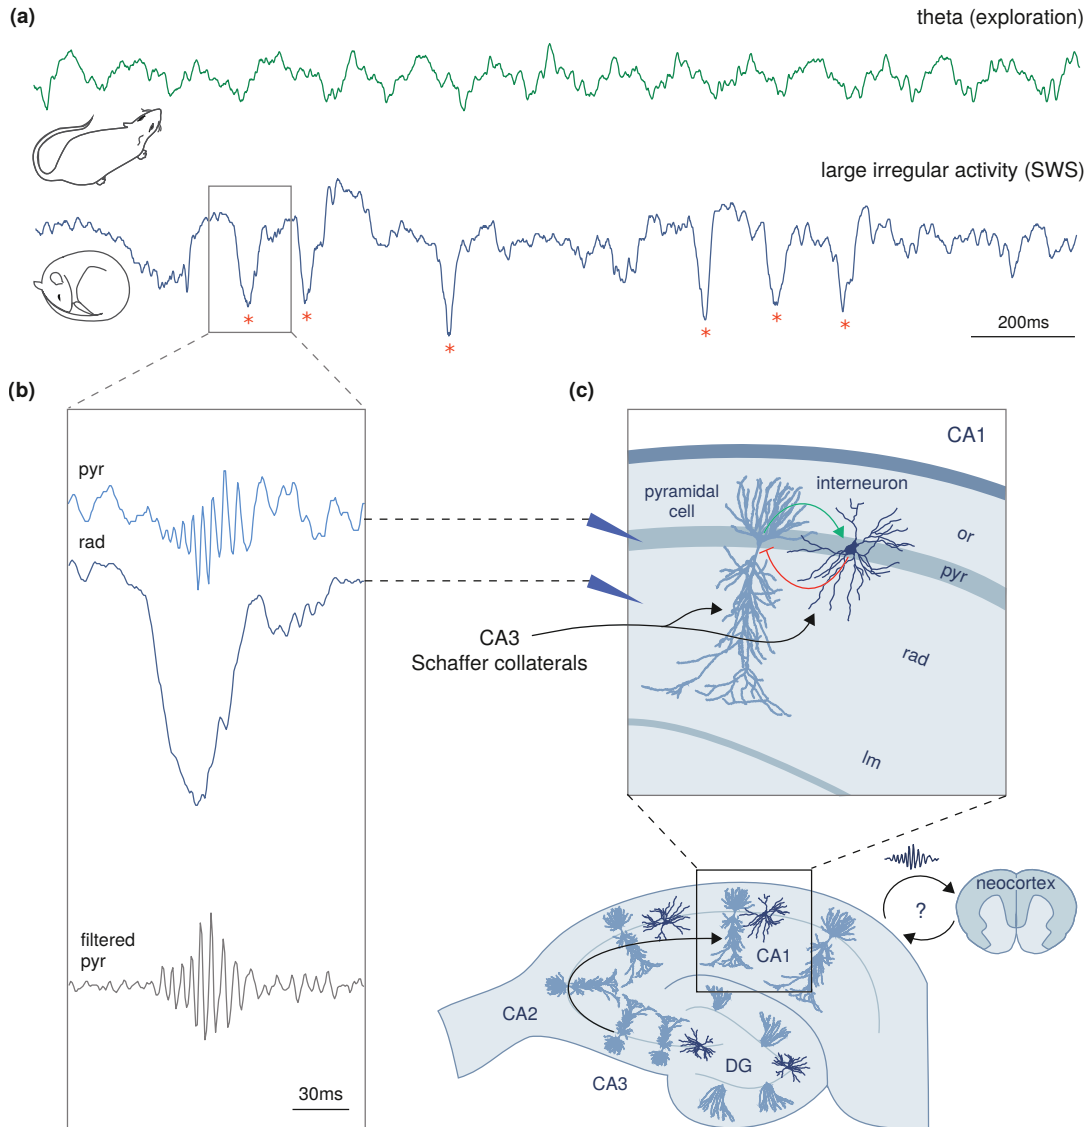 (a)
theta (exploration)
large irregular activity (SWS)
*
*
*
*
*
*
200ms
(b)
pyr
rad
filtered
pyr
30ms
(c)
CA1
interneuron
pyramidal
cell
or
pyr
CA3
Schaffer collaterals
rad
lm
neocortex
?
CA1
CA2
DG
CA3